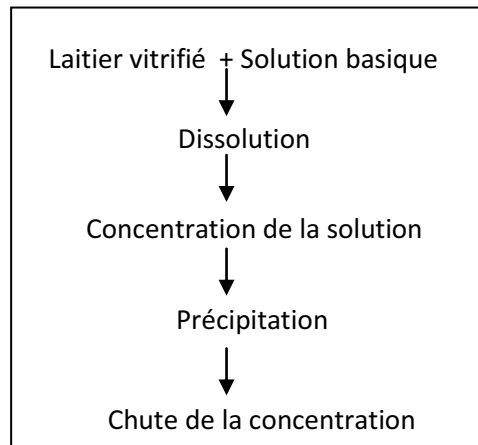 Laitier vitrifié + Solution basique
Dissolution
Concentration de la solution
Précipitation
Chute de la concentration